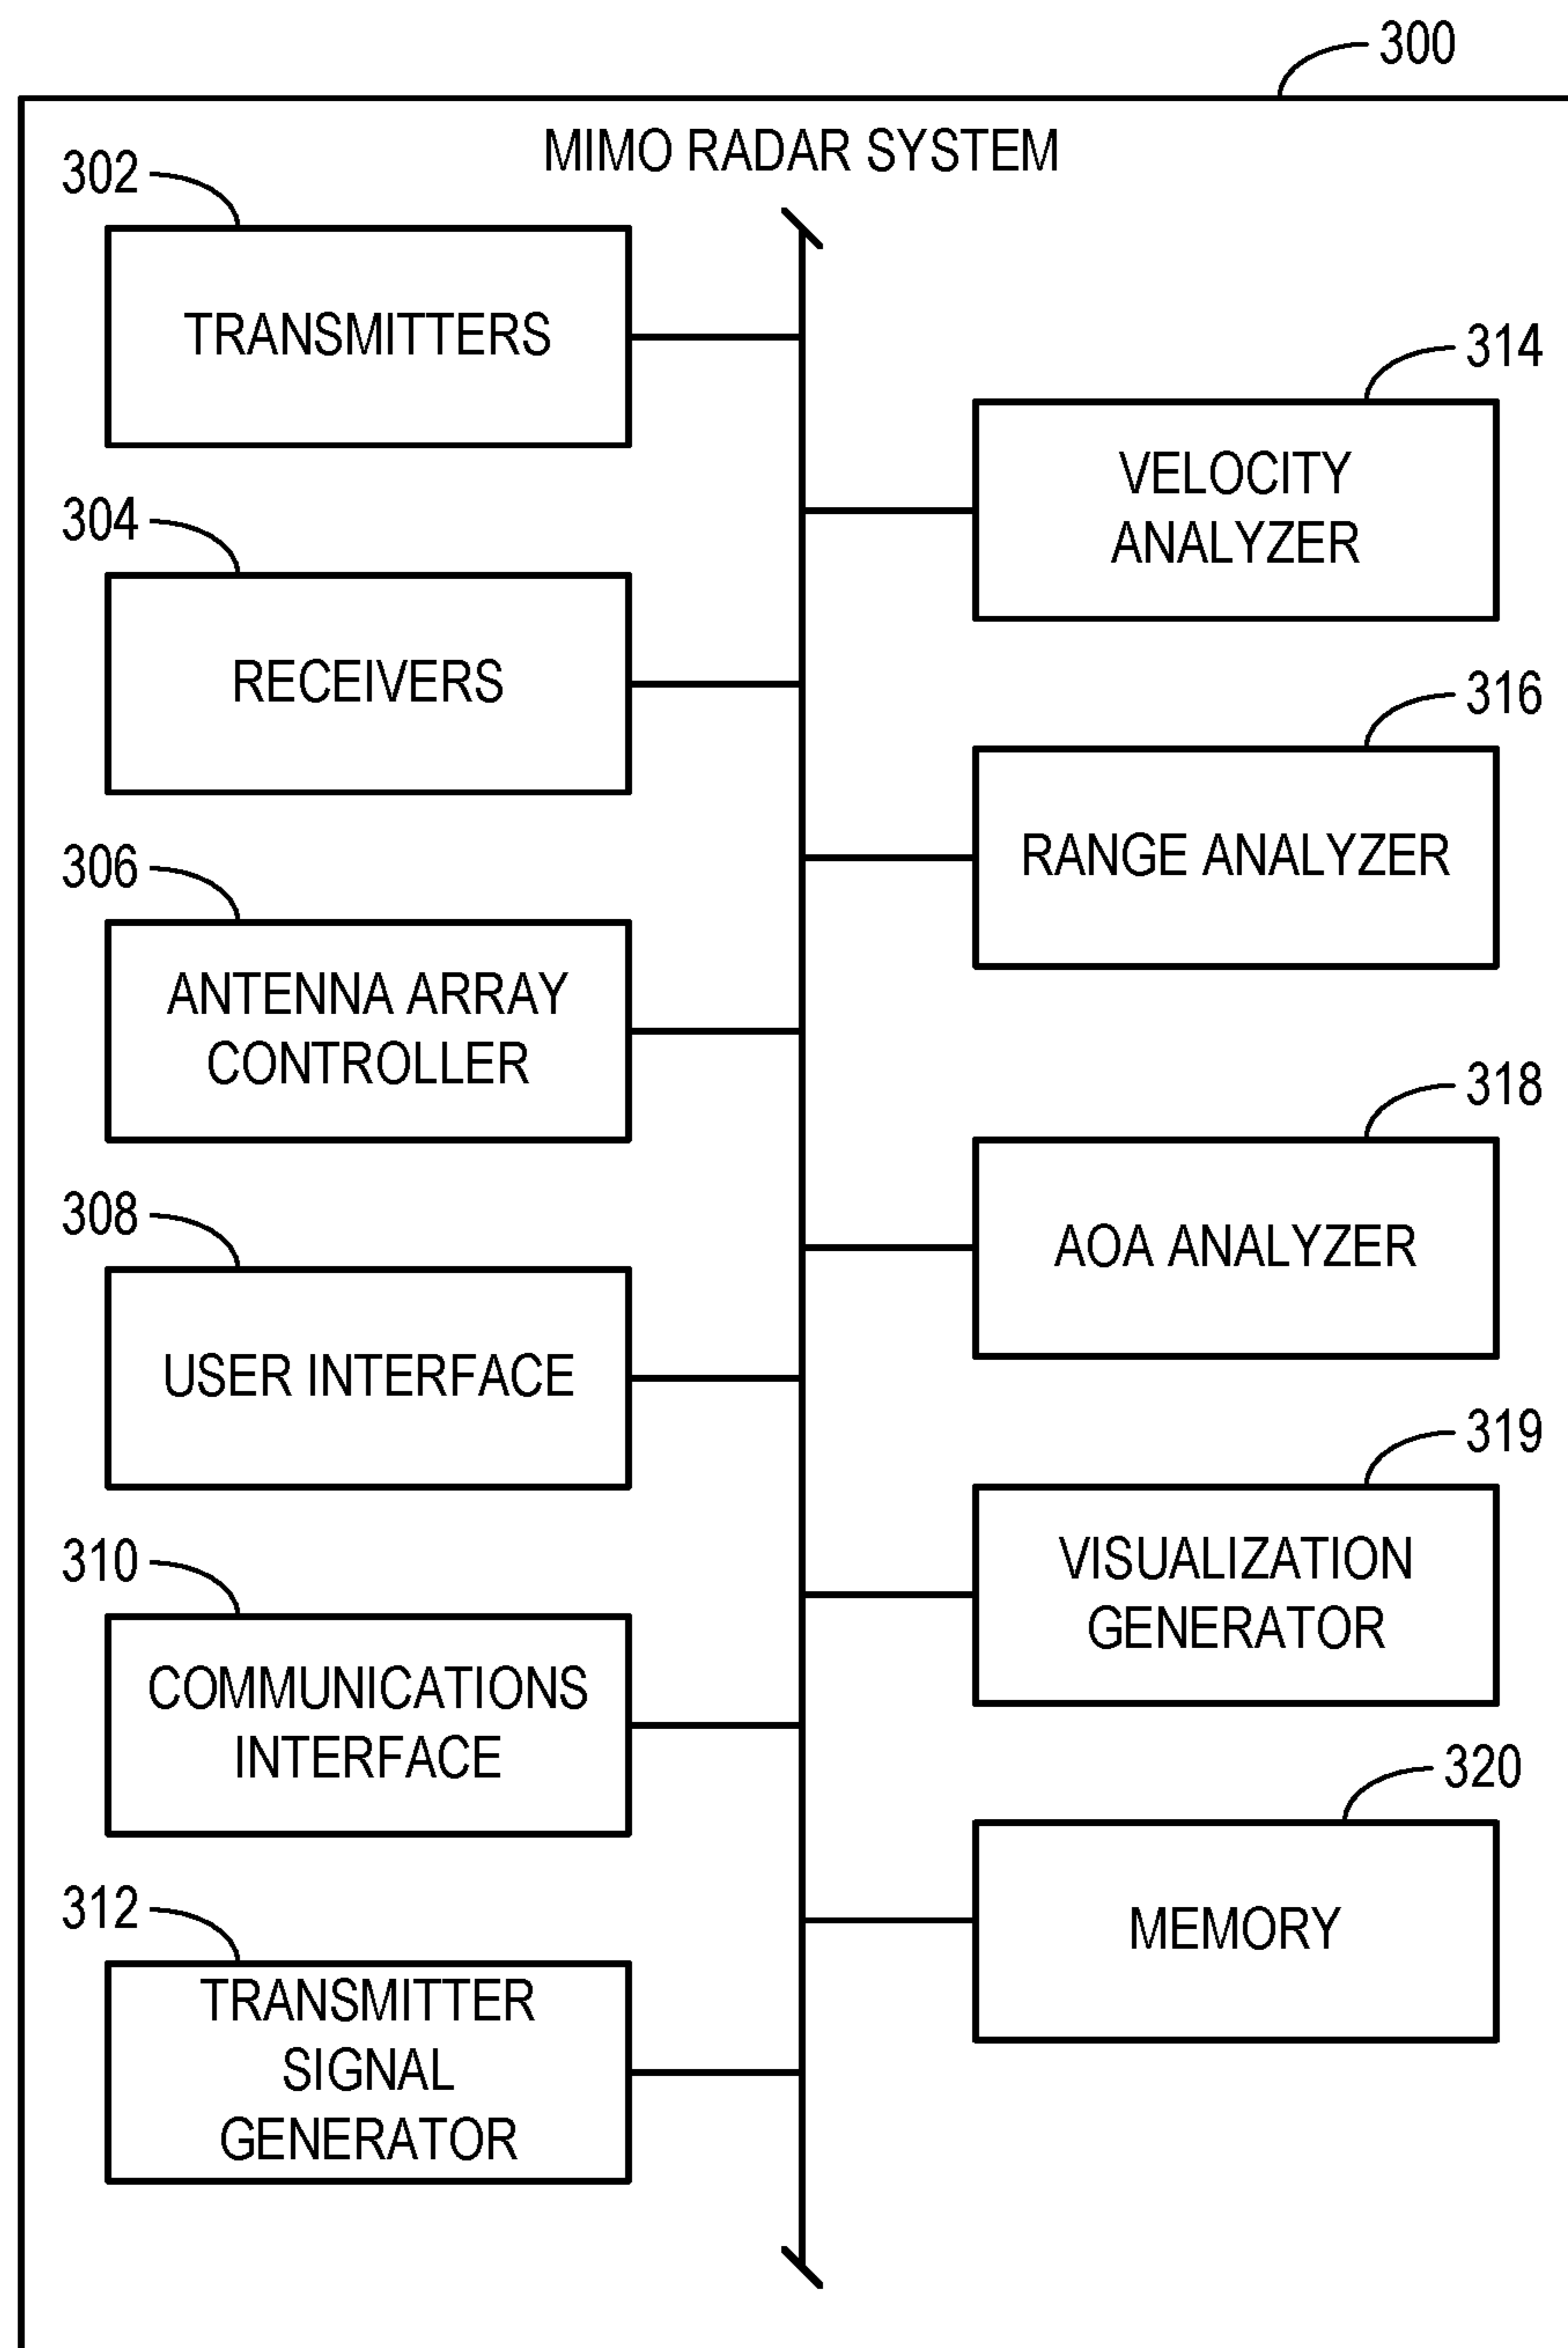 300
MIMO RADAR SYSTEM
302
TRANSMITTERS
304
RECEIVERS
306
ANTENNA ARRAY
CONTROLLER
308
USER INTERFACE
310
COMMUNICATIONS
INTERFACE
312
TRANSMITTER
SIGNAL
GENERATOR
314
VELOCITY
ANALYZER
316
RANGE ANALYZER
318
AOA ANALYZER
319
VISUALIZATION
GENERATOR
320
MEMORY